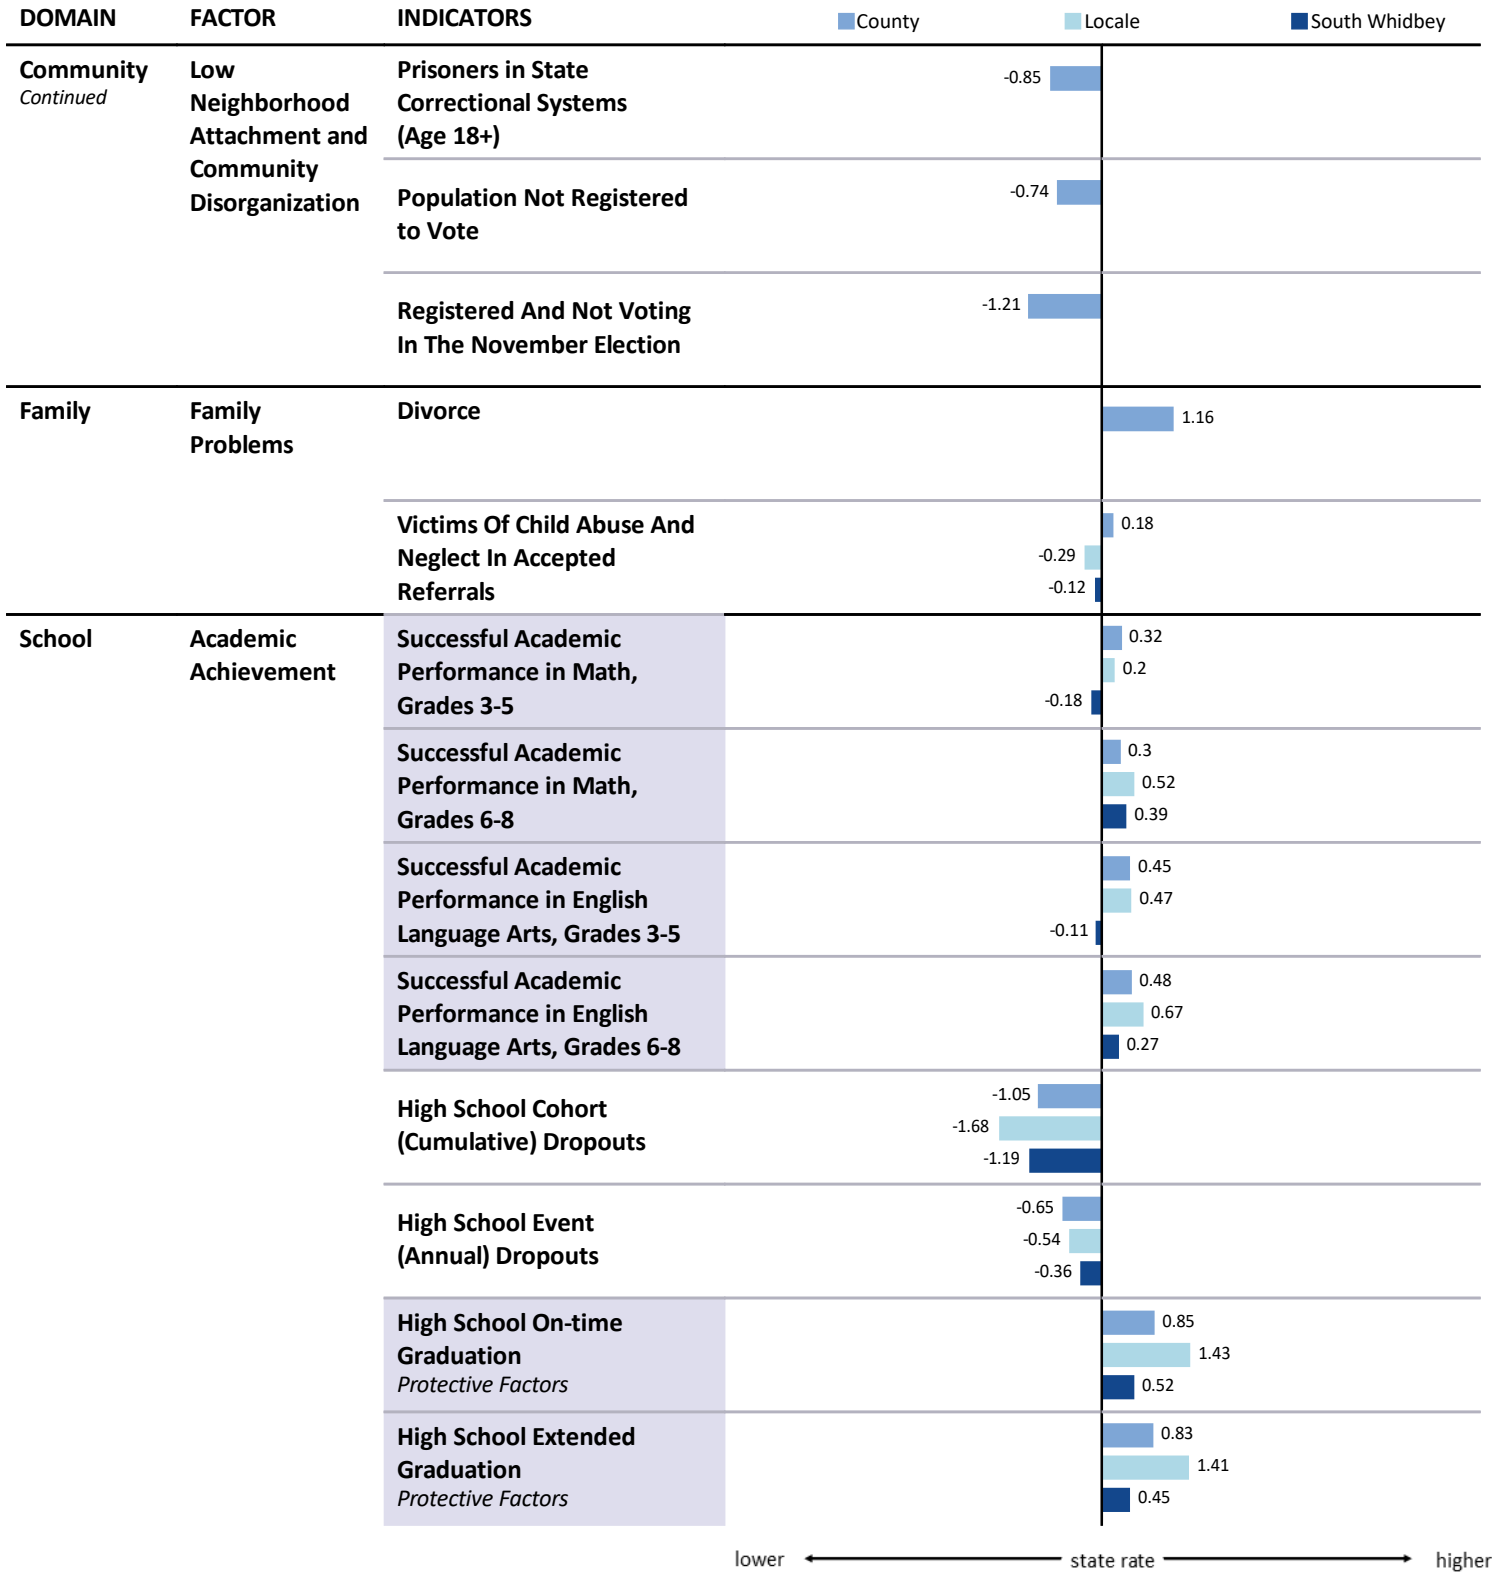 DOMAIN FACTOR INDICATORS County Locale South Whidbey
Community
Continued
Low
Neighborhood
Attachment and
Community
Disorganization
Prisoners in State
Correctional Systems
(Age 18+)
-0.85
Population Not Registered
to Vote
-0.74
Registered And Not Voting
In The November Election
-1.21
Family
Family
Problems
Divorce
1.16
Victims Of Child Abuse And
Neglect In Accepted
Referrals
0.18
-0.29
-0.12
School
Academic
Achievement
Successful Academic
Performance in Math,
Grades 3-5
0.32
0.2
-0.18
Successful Academic
Performance in Math,
Grades 6-8
0.3
0.52
0.39
Successful Academic
Performance in English
Language Arts, Grades 3-5
0.45
0.47
-0.11
Successful Academic
Performance in English
Language Arts, Grades 6-8
0.48
0.67
0.27
High School Cohort
(Cumulative) Dropouts
-1.05
-1.68
-1.19
High School Event
(Annual) Dropouts
-0.65
-0.54
-0.36
High School On-time
Graduation
Protective Factors
0.85
1.43
0.52
High School Extended
Graduation
Protective Factors
0.83
1.41
0.45
lower state rate higher